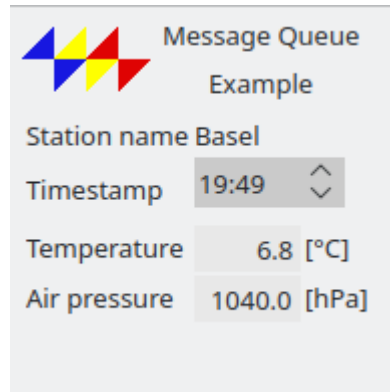 Message Queue
Example
Station name Basel
Timestamp 19:49
Temperature 6.8 [°C]
Air pressure 1040.0 [hPa]